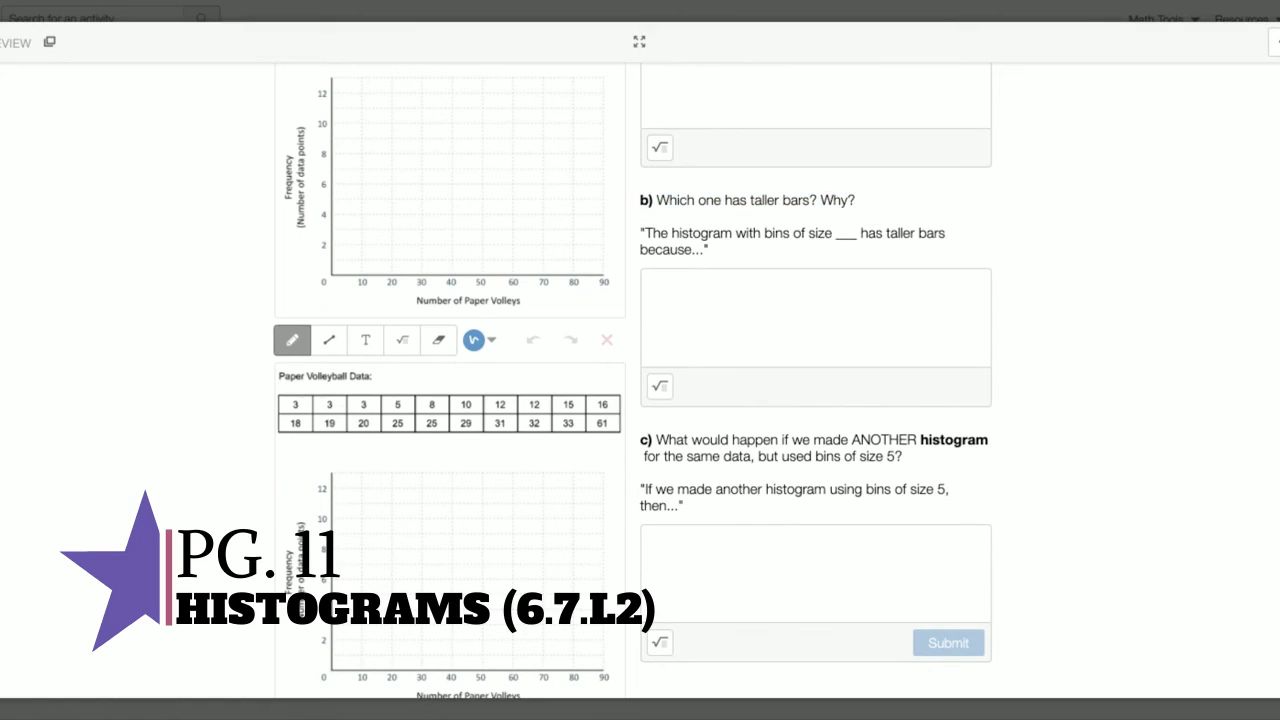 Search for an activity
Math Tools
Resources
VIEW
12
10
8
6
4
2
0
10 20 30 40 50 60 70 80 90
Frequency
(Number of data points)
Number of Paper Volleys
T
Paper Volleyball Data:
3 3 3 5 8 10 12 12 15 16
18 19 20 25 25 29 31 32 33 61
12
10
2
0
10 20 30 40 50 60 70 80 90
Frequency
Number of Paper Volleys
√
b) Which one has taller bars? Why?
"The histogram with bins of size ___ has taller bars
because..."
√
c) What would happen if we made ANOTHER histogram
for the same data, but used bins of size 5?
"If we made another histogram using bins of size 5,
then..."
√
Submit
PG. 11
HISTOGRAMS (6.7.L2)